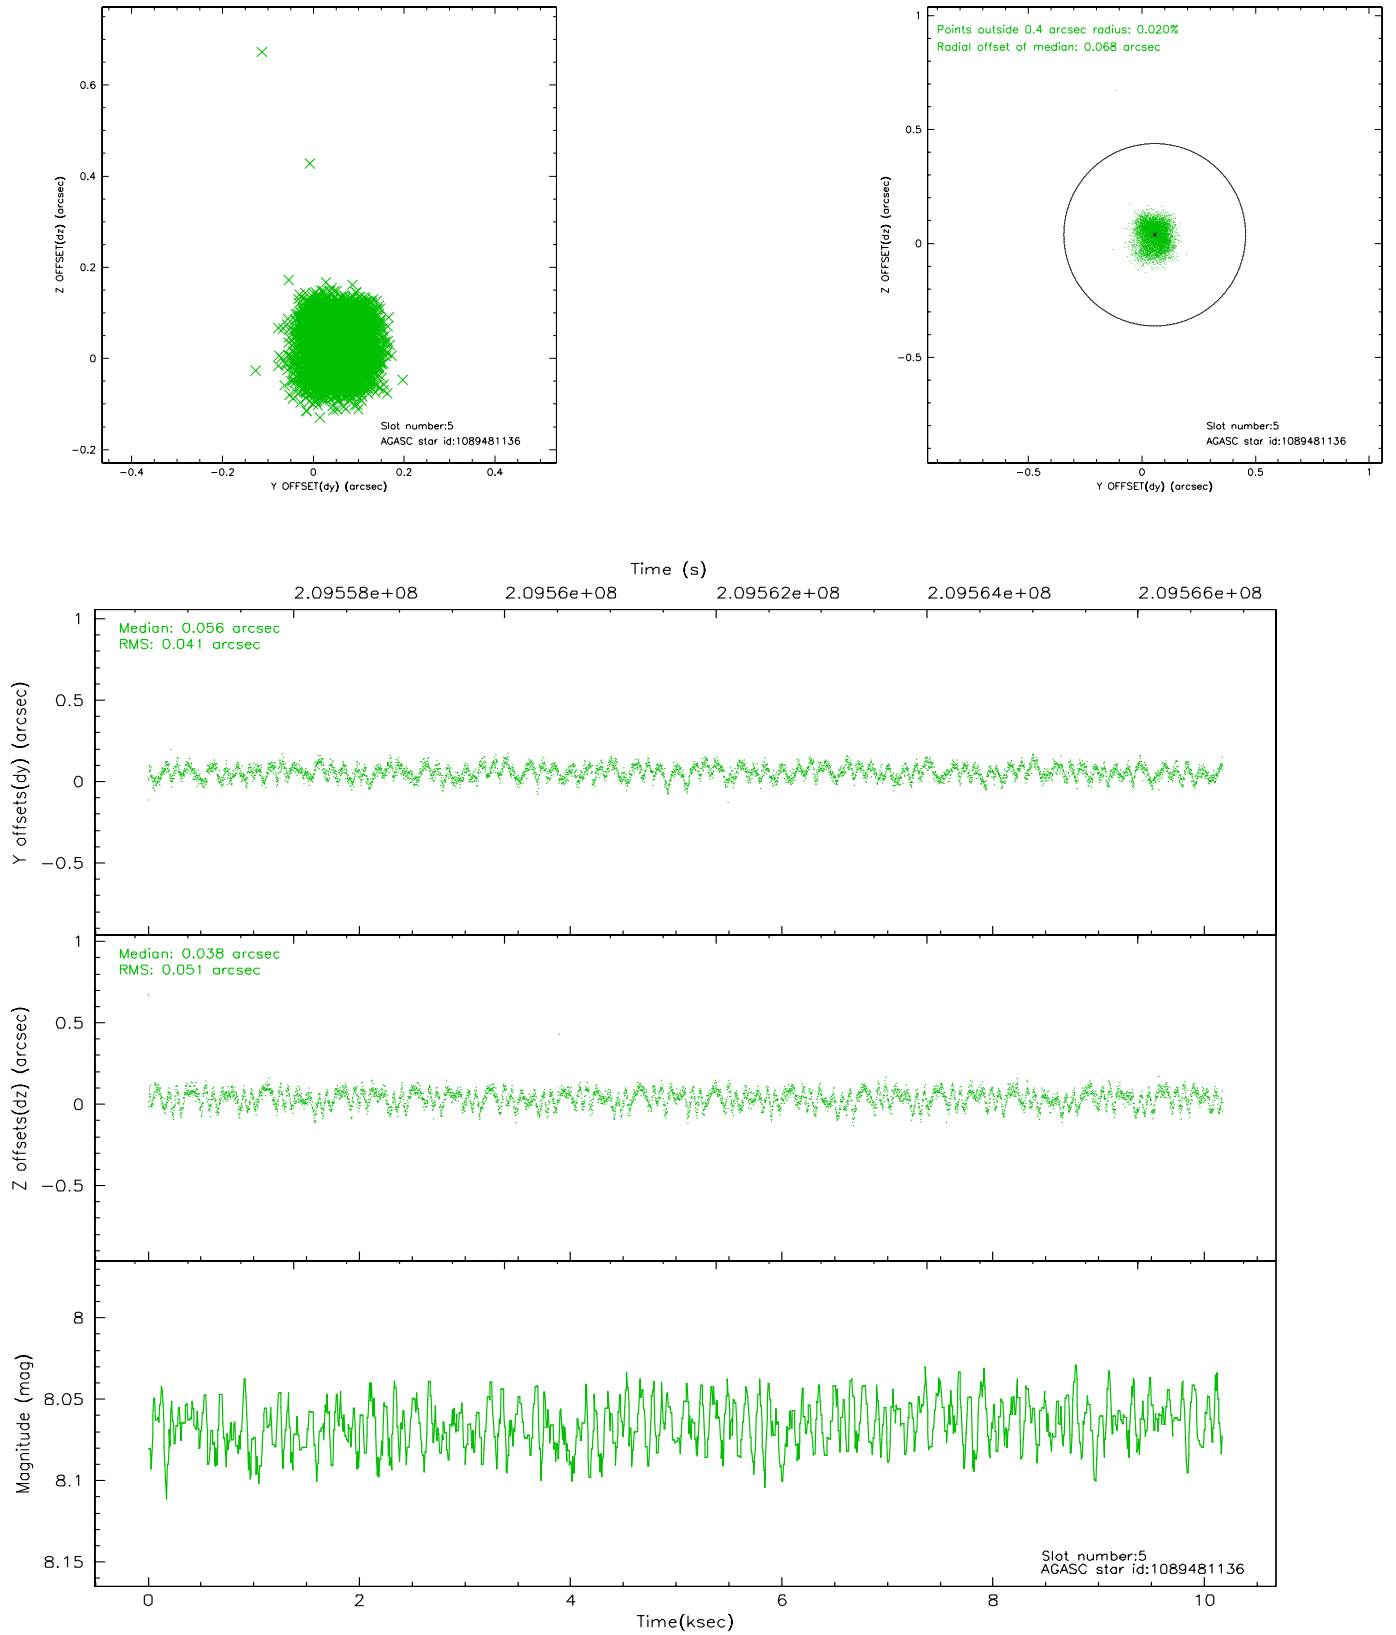 0.6
0.4
0.2
0
−0.2
Z OFFSET(dz) (arcsec)
−0.4
−0.2
0
0.2
0.4
Y OFFSET(dy) (arcsec)
Slot number:5
AGASC star id:1089481136
Points outside 0.4 arcsec radius: 0.020%
Radial offset of median: 0.068 arcsec
1
0.5
0
−0.5
Z OFFSET(dz) (arcsec)
−0.5
0
0.5
1
Y OFFSET(dy) (arcsec)
Slot number:5
AGASC star id:1089481136
Time (s)
2.09558e+08
2.0956e+08
2.09562e+08
2.09564e+08
2.09566e+08
Median: 0.056 arcsec
RMS: 0.041 arcsec
1
0.5
0
−0.5
Y offsets(dy) (arcsec)
Median: 0.038 arcsec
RMS: 0.051 arcsec
1
0.5
0
−0.5
Z offsets(dz) (arcsec)
8
8.05
8.1
8.15
Magnitude (mag)
Slot number:5
AGASC star id:1089481136
0
2
4
6
8
10
Time(ksec)